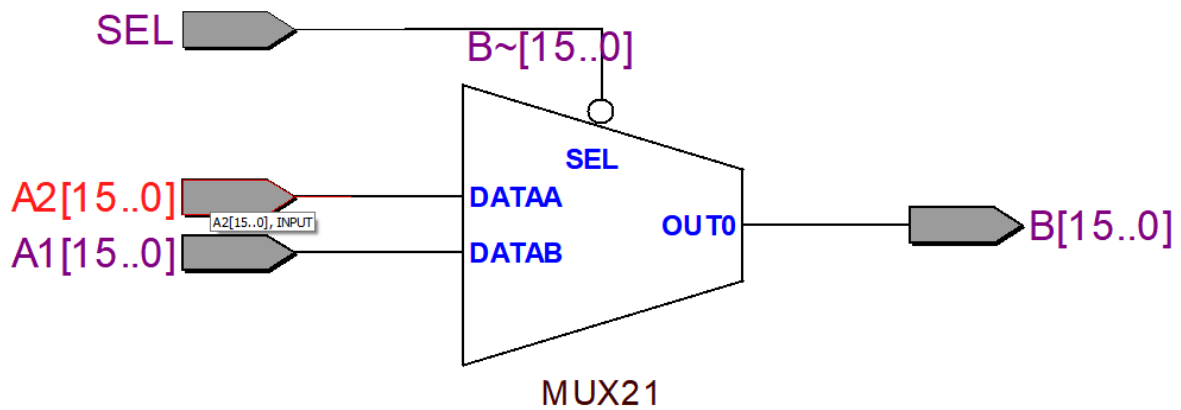 SEL
B~[15..0]
SEL
A2[15..0]
DATAA
A2[15..0], INPUT
OUT0
B[15..0]
A1[15..0]
DATAB
MUX21